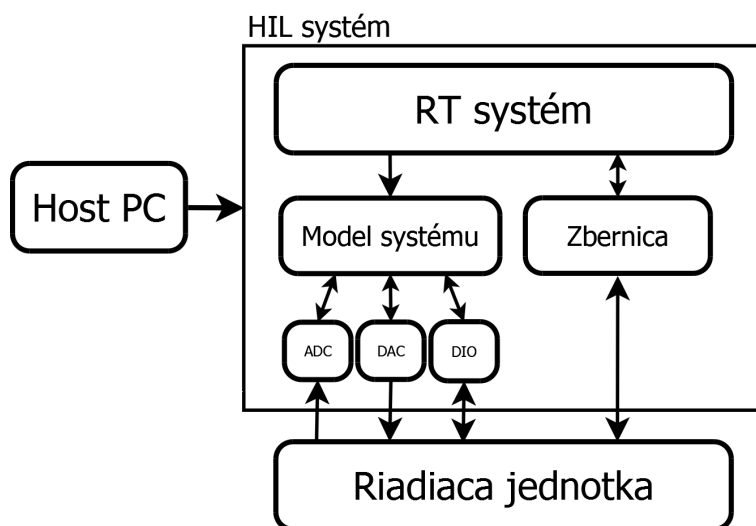 HIL systém
RT systém
Host PC
Model systému
Zbernica
ADC
DAC
DIO
Riadiaca jednotka